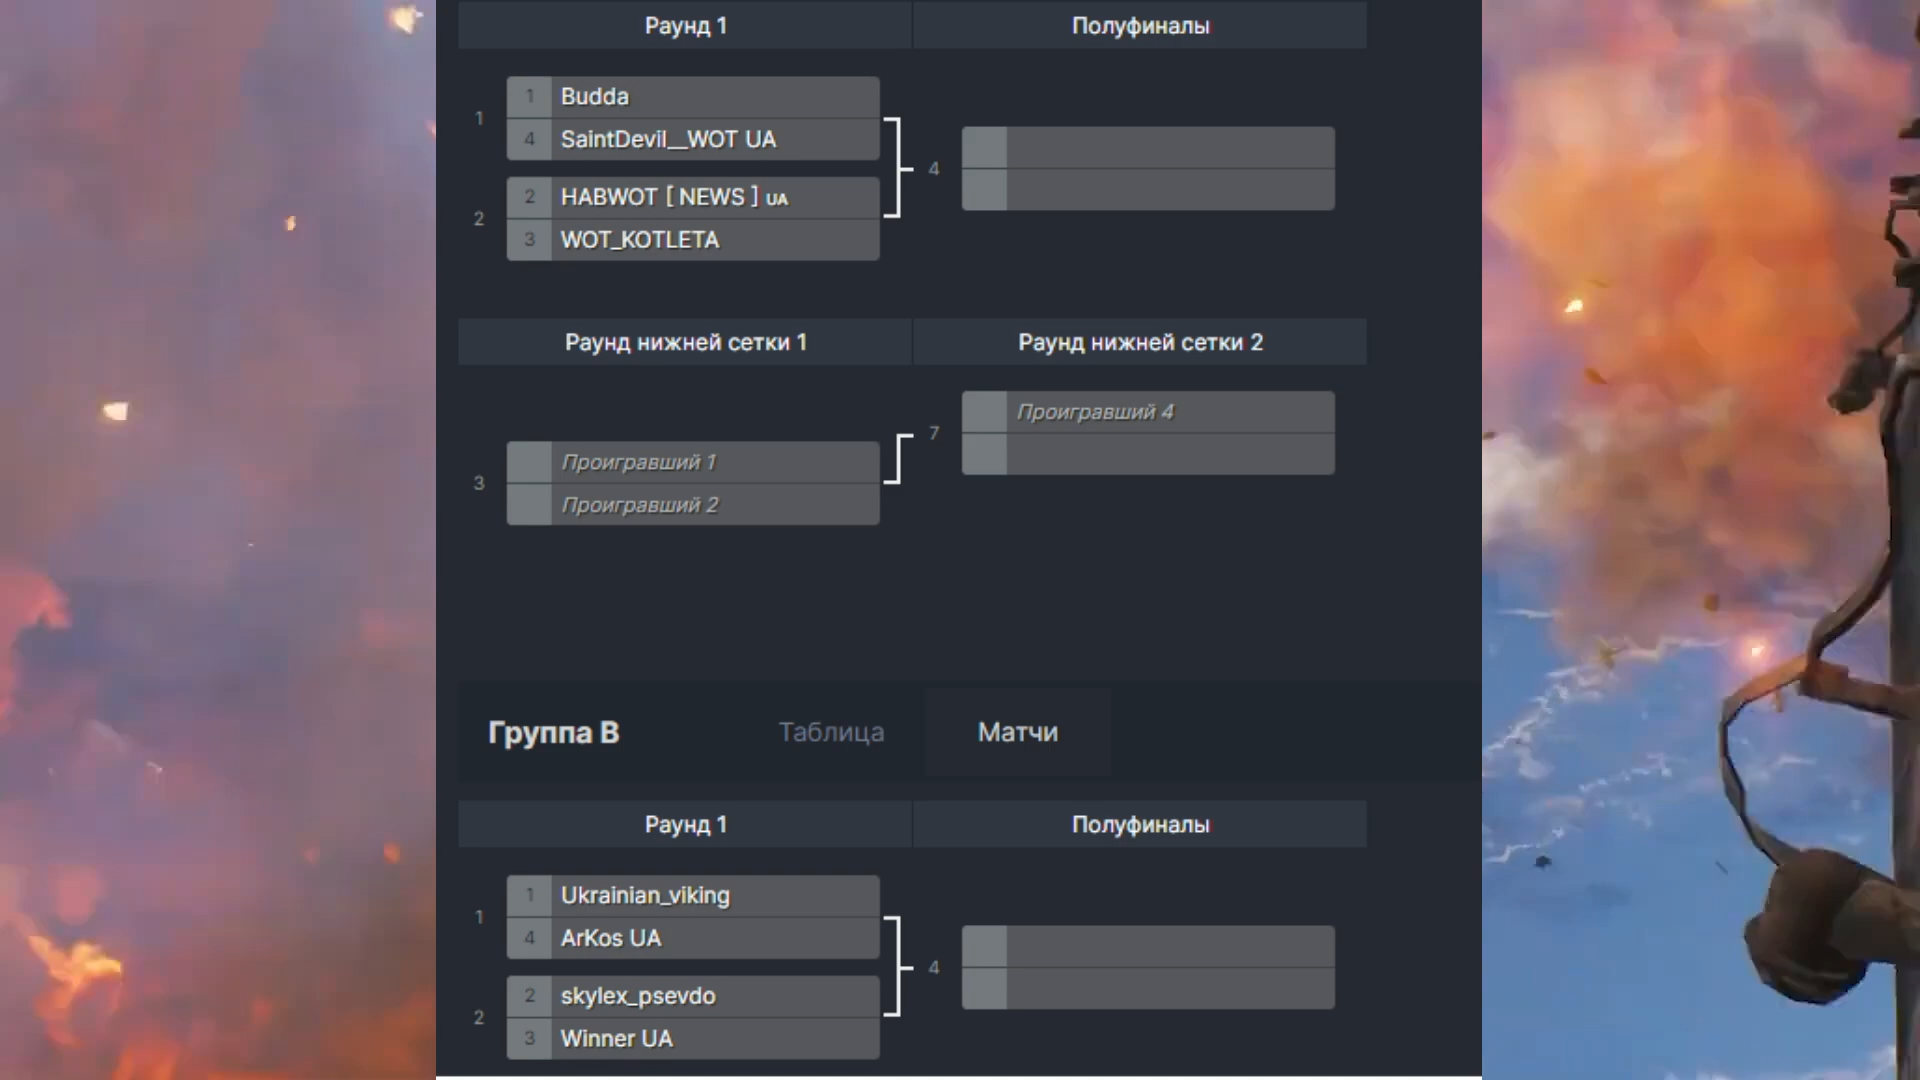 Раунд 1 Полуфиналы
1 Budda
1
4 SaintDevil__WOT UA
4
2 HABWOT [ NEWS ] UA
2
3 WOT_KOTLETA
Раунд нижней сетки 1 Раунд нижней сетки 2
Проигравший 4
7
Проигравший 1
3
Проигравший 2
Группа B Таблица Матчи
Раунд 1 Полуфиналы
1 Ukrainian_viking
1
4 ArKos UA
4
2 skylex_psevdo
2
3 Winner UA